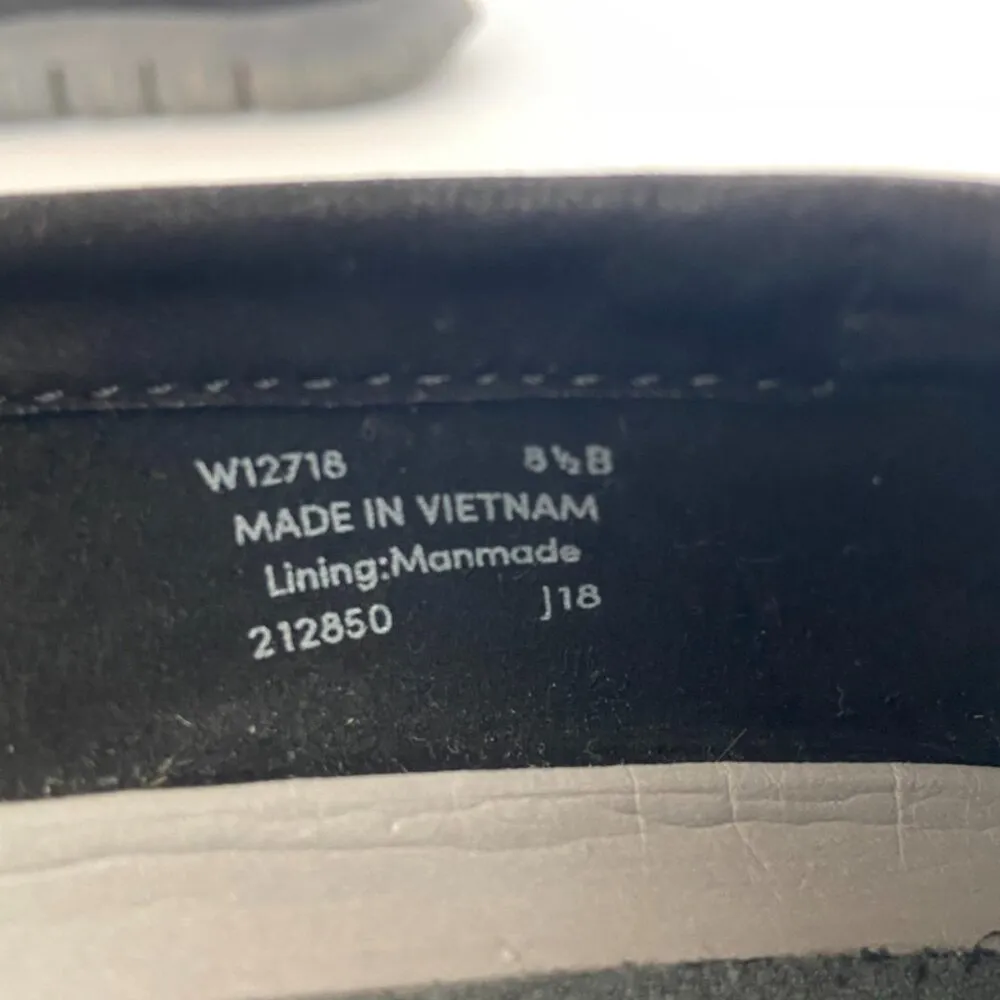 W12718 8½B
MADE IN VIETNAM
Lining:Manmade
212850 J18